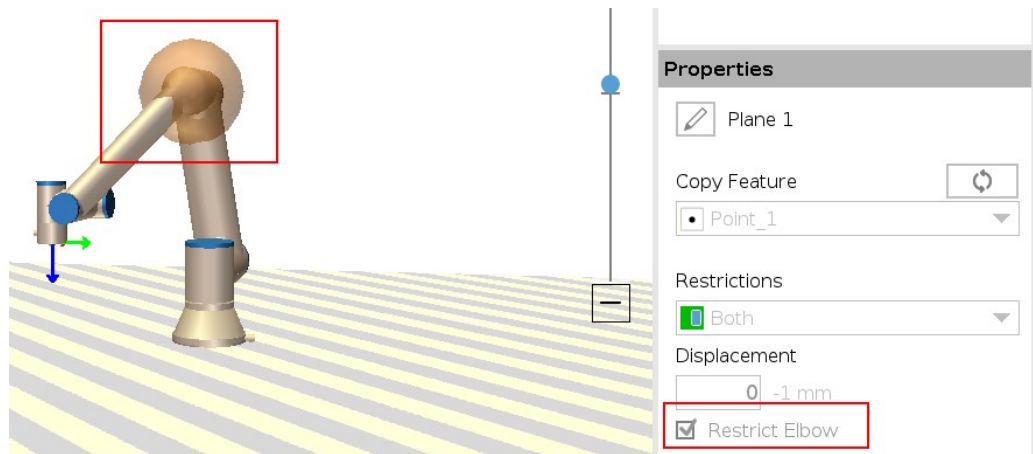 Properties
Plane 1
Copy Feature
Point_1
Restrictions
Both
Displacement
0 -1 mm
Restrict Elbow